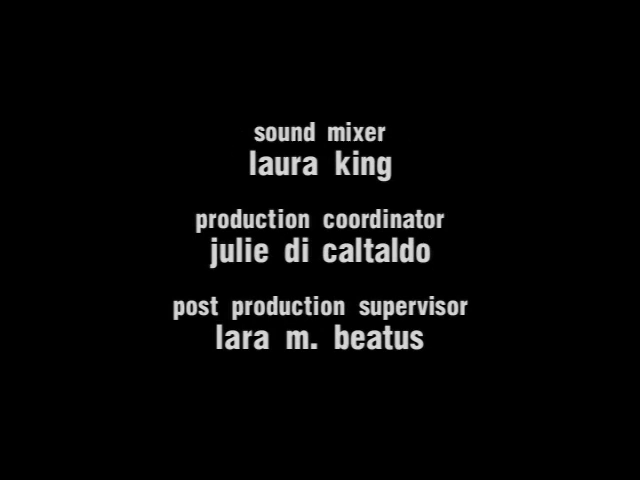 sound mixer
laura king
production coordinator
julie di caltaldo
post production supervisor
lara m. beatus